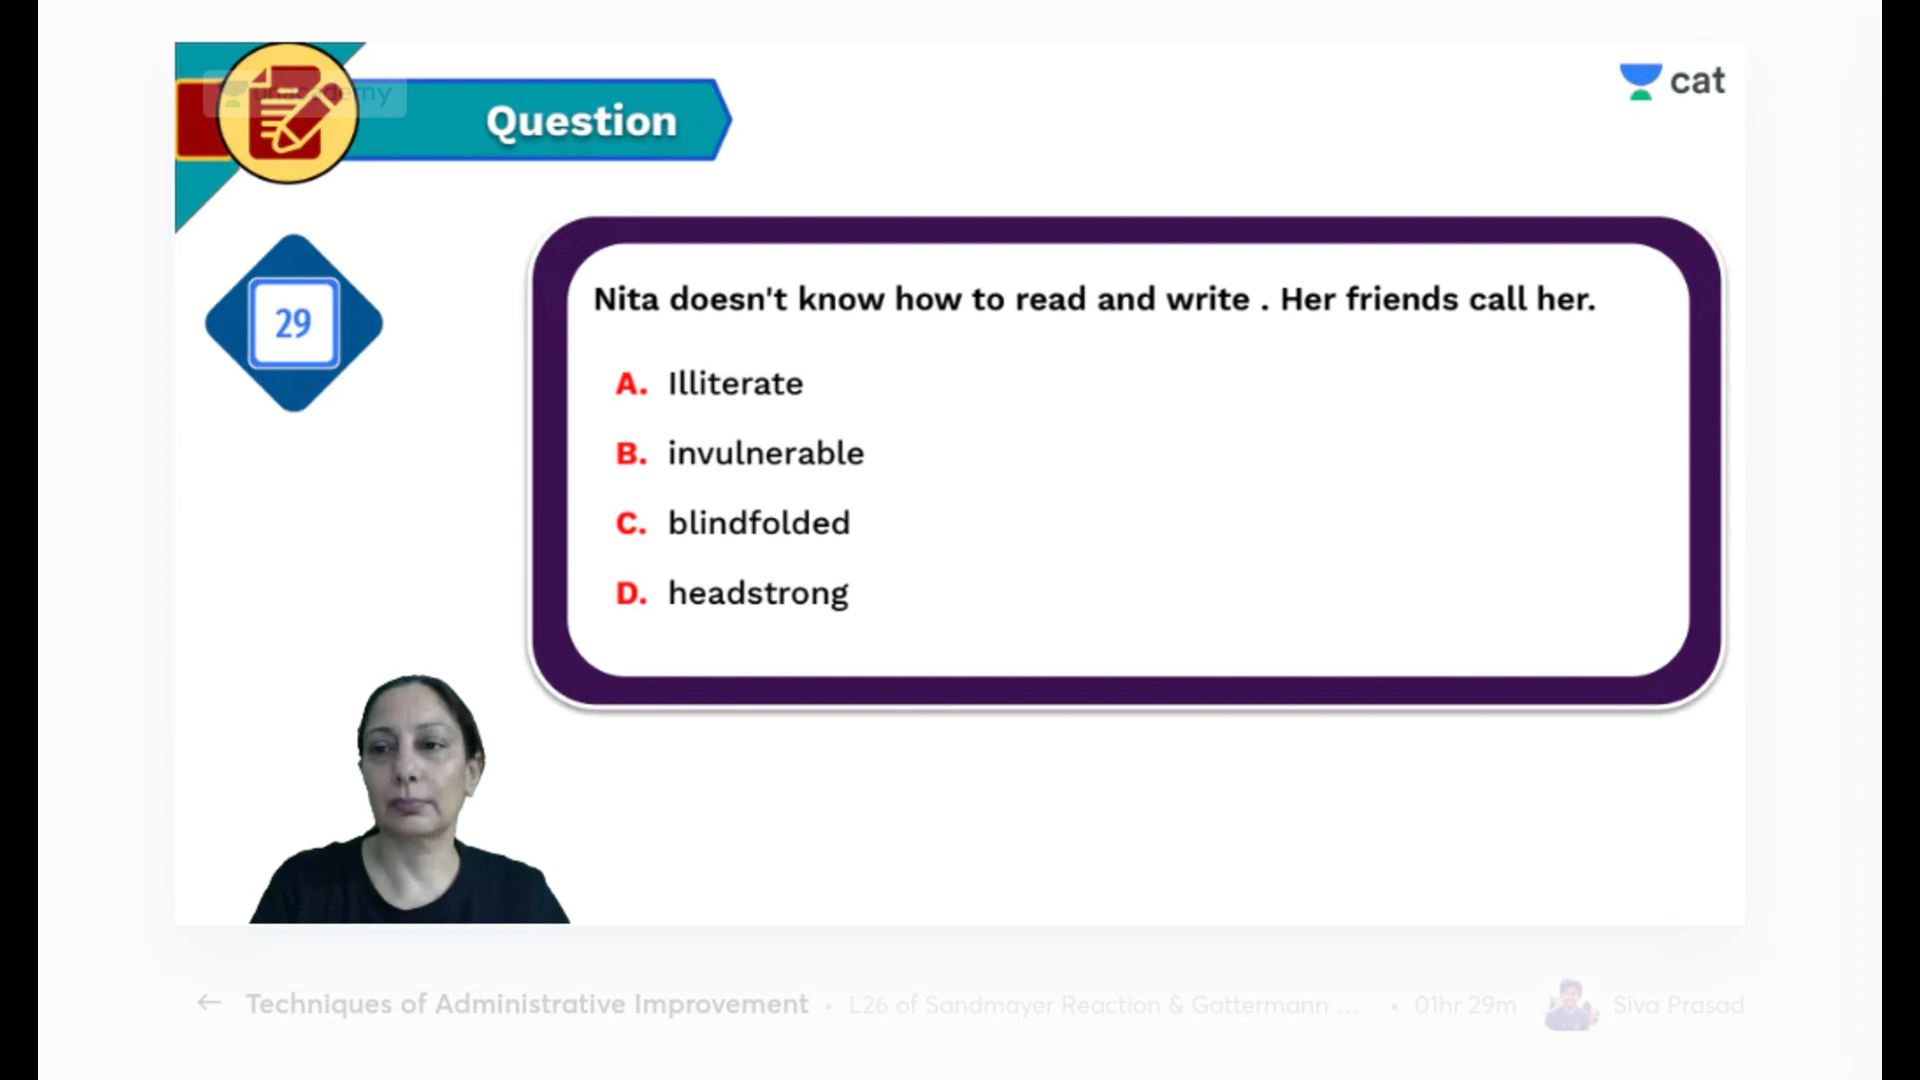 unacademy
Question
cat
29
Nita doesn't know how to read and write . Her friends call her.
A. Illiterate
B. invulnerable
C. blindfolded
D. headstrong
← Techniques of Administrative Improvement • L26 of Sandmayer Reaction & Gattermann ... • 01hr 29m Siva Prasad